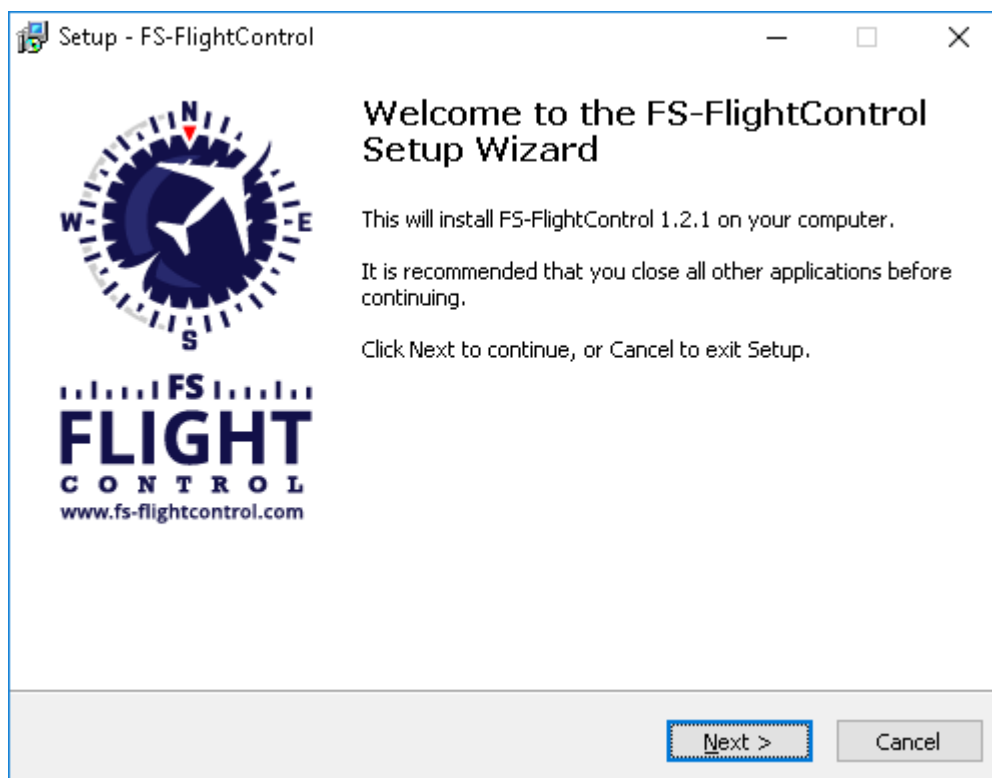 Setup - FS-FlightControl
N
W
E
S
FS
FLIGHT
CONTROL
www.fs-flightcontrol.com
Welcome to the FS-FlightControl
Setup Wizard
This will install FS-FlightControl 1.2.1 on your computer.
It is recommended that you close all other applications before
continuing.
Click Next to continue, or Cancel to exit Setup.
Next >
Cancel